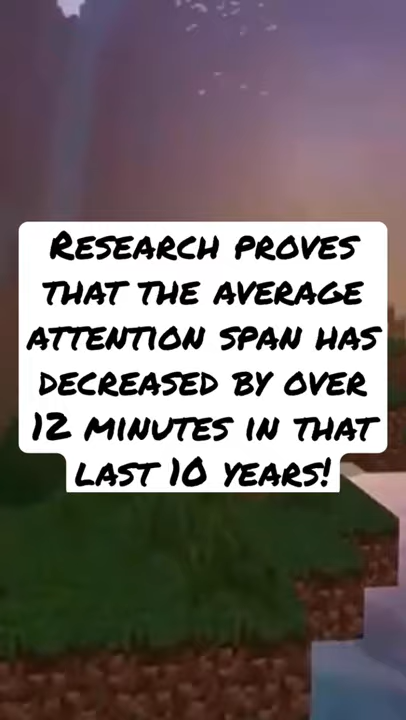 RESEARCH PROVES
THAT THE AVERAGE
ATTENTION SPAN HAS
DECREASED BY OVER
12 MINUTES IN THAT
LAST 10 YEARS!